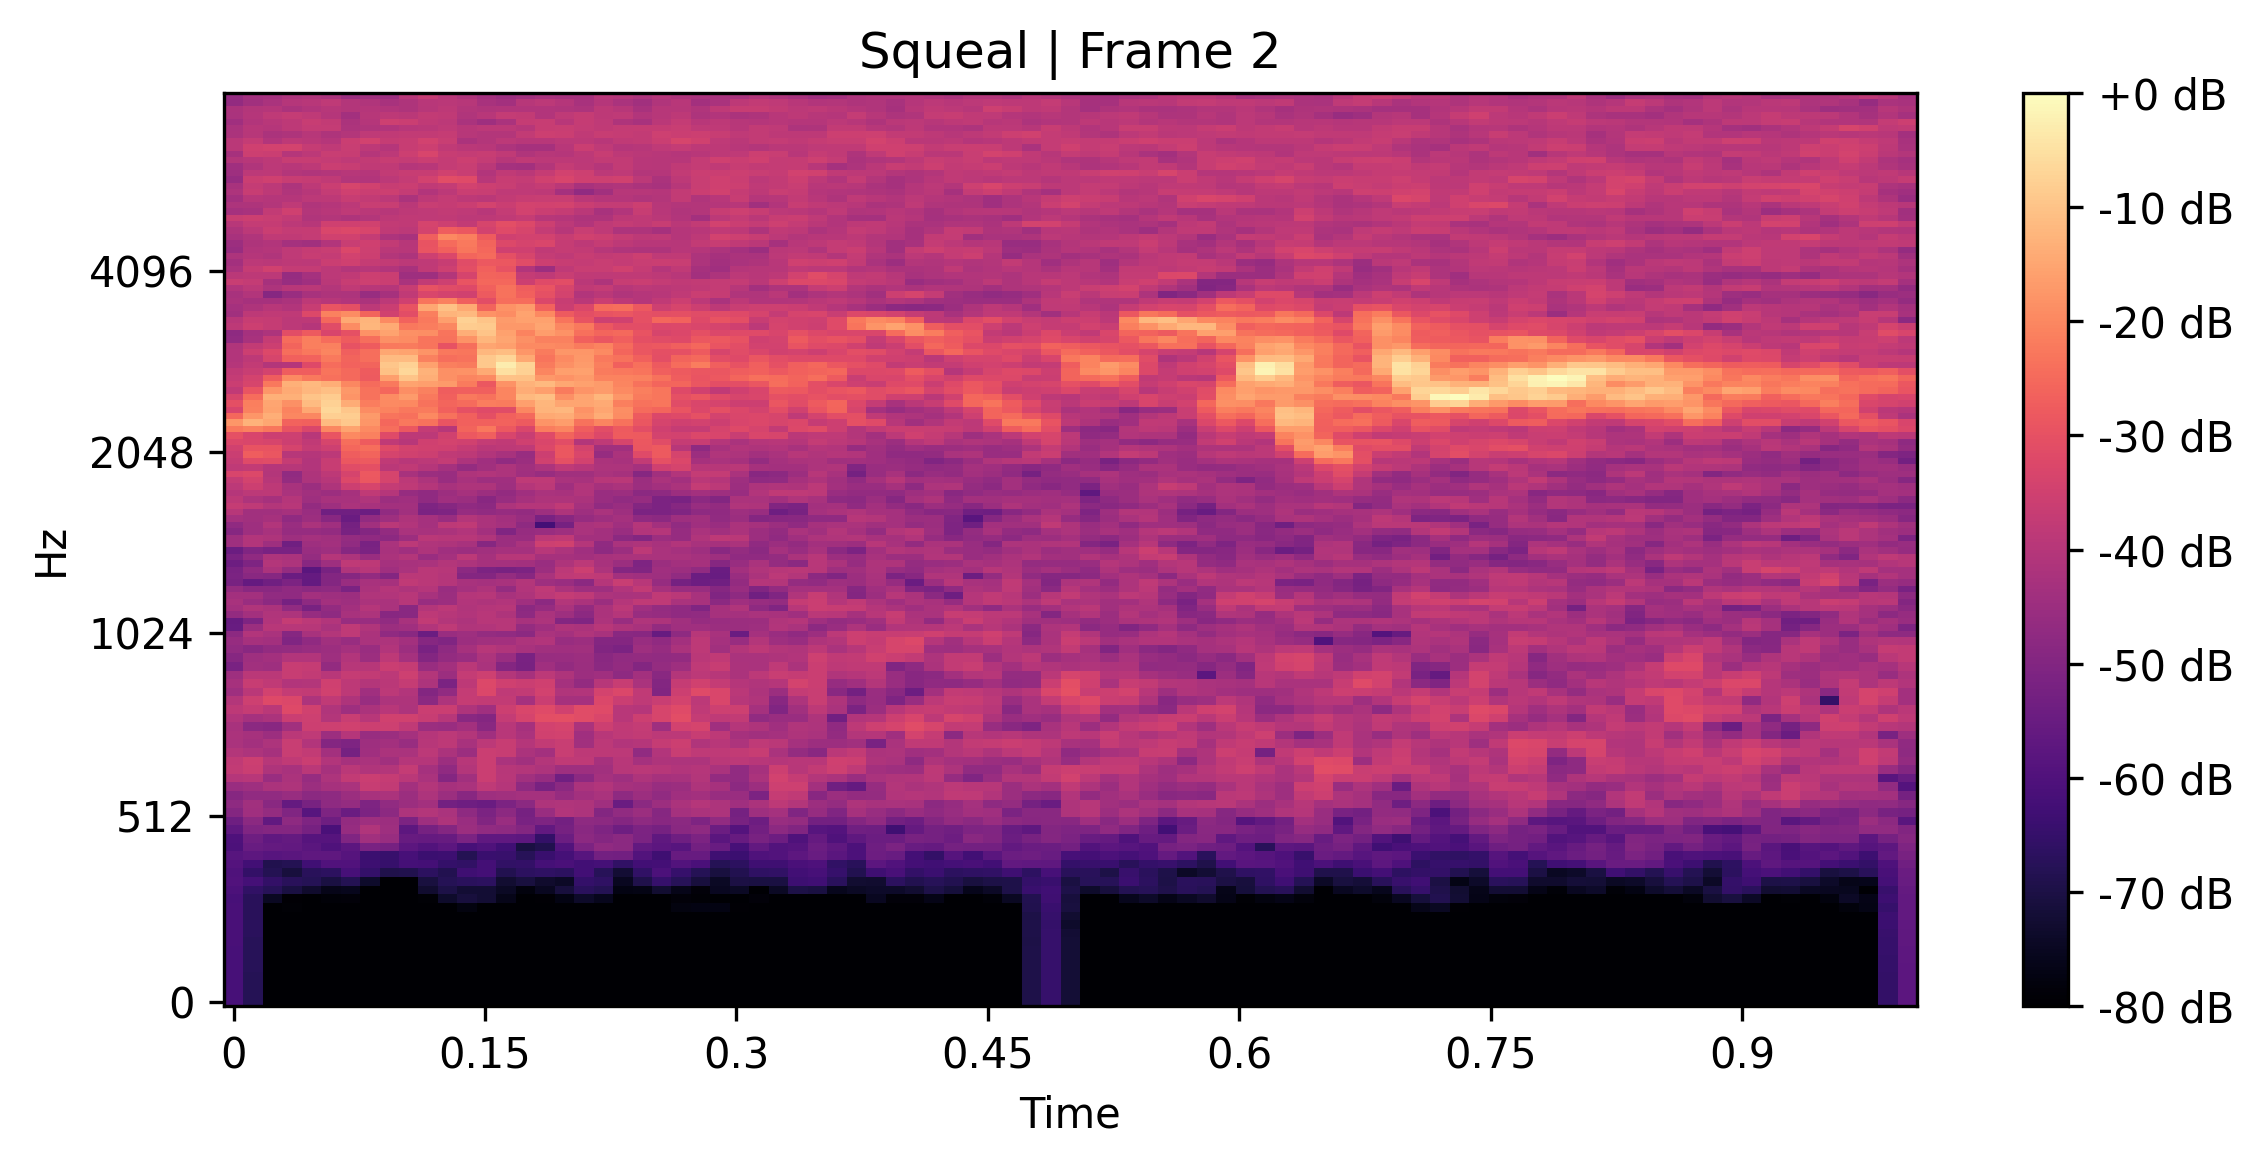 Squeal | Frame 2
+0 dB
-10 dB
-20 dB
-30 dB
-40 dB
-50 dB
-60 dB
-70 dB
-80 dB
Hz
4096
2048
1024
512
0
0 0.15 0.3 0.45 0.6 0.75 0.9
Time